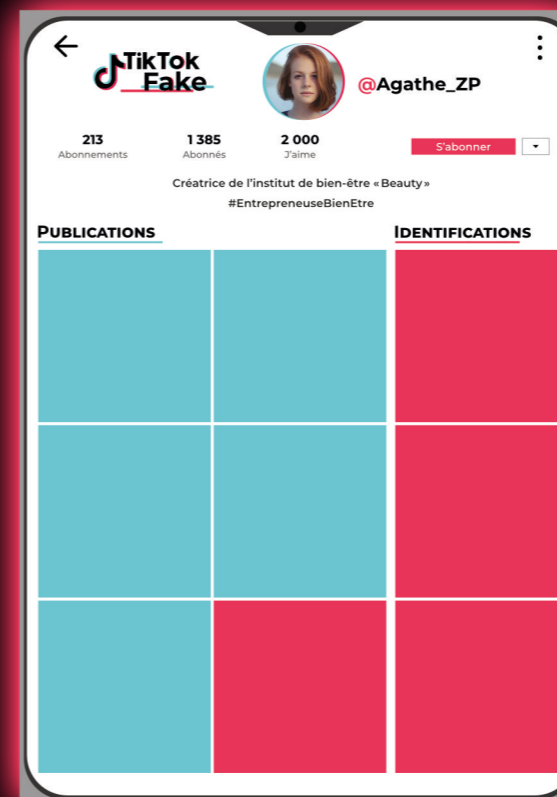 TikTok
Fake
@Agathe_ZP
213
Abonnements
1 385
Abonnés
2 000
J'aime
S'abonner
Créatrice de l'institut de bien-être « Beauty »
#EntrepreneuseBienEtre
PUBLICATIONS
IDENTIFICATIONS